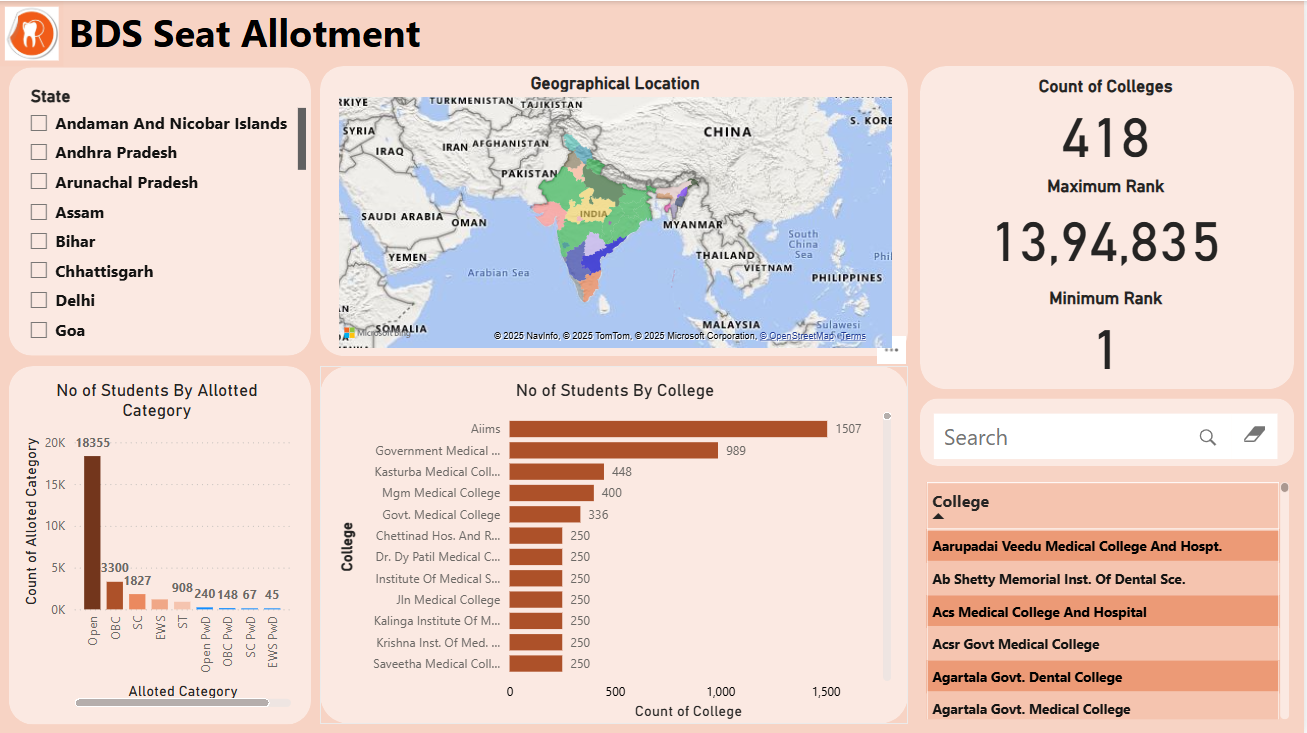 BDS Seat Allotment
State
Andaman And Nicobar Islands
Andhra Pradesh
Arunachal Pradesh
Assam
Bihar
Chhattisgarh
Delhi
Goa
Geographical Location
TURKMENISTAN
TAJIKISTAN
SYRIA
IRAQ
IRAN
AFGHANISTAN
CHINA
S. KORE
PAKISTAN
SAUDI ARABIA
OMAN
INDIA
MYANMAR
YEMEN
Arabian Sea
THAILAND
VIETNAM
South
China
Sea
PHILIPPINES
Phi
SOMALIA
MALAYSIA
Sulawesi
Microsoft Bing
© 2025 NavInfo, © 2025 TomTom, © 2025 Microsoft Corporation, © OpenStreetMap Terms
Count of Colleges
418
Maximum Rank
13,94,835
Minimum Rank
1
No of Students By Allotted
Category
Count of Alloted Category
20K
15K
10K
5K
0K
18355
3300
1827
908
240
148
67
45
Open
OBC
SC
EWS
ST
Open PwD
OBC PwD
SC PwD
EWS PwD
Alloted Category
No of Students By College
College
Aiims 1507
Government Medical ... 989
Kasturba Medical Coll... 448
Mgm Medical College 400
Govt. Medical College 336
Chettinad Hos. And R... 250
Dr. Dy Patil Medical C... 250
Institute Of Medical S... 250
Jln Medical College 250
Kalinga Institute Of M... 250
Krishna Inst. Of Med. ... 250
Saveetha Medical Coll... 250
0 500 1,000 1,500
Count of College
Search
College
Aarupadai Veedu Medical College And Hospt.
Ab Shetty Memorial Inst. Of Dental Sce.
Acs Medical College And Hospital
Acsr Govt Medical College
Agartala Govt. Dental College
Agartala Govt. Medical College